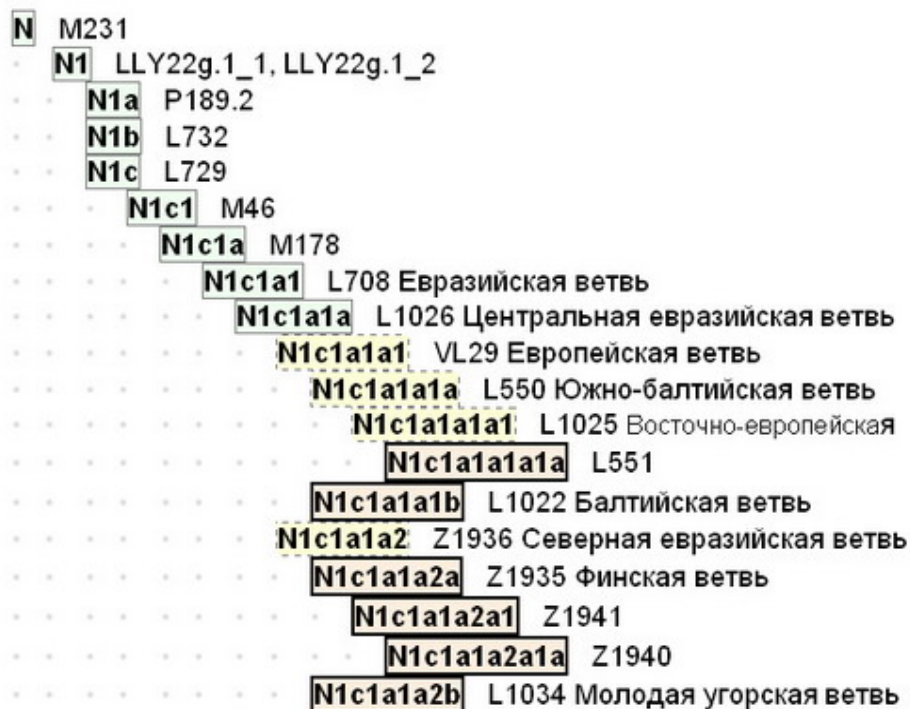 N M231
N1 LLY22g.1_1, LLY22g.1_2
N1a P189.2
N1b L732
N1c L729
N1c1 M46
N1c1a M178
N1c1a1 L708 Евразийская ветвь
N1c1a1a L1026 Центральная евразийская ветвь
N1c1a1a1 VL29 Европейская ветвь
N1c1a1a1a L550 Южно-балтийская ветвь
N1c1a1a1a1 L1025 Восточно-европейская
N1c1a1a1a1a L551
N1c1a1a1b L1022 Балтийская ветвь
N1c1a1a2 Z1936 Северная евразийская ветвь
N1c1a1a2a Z1935 Финская ветвь
N1c1a1a2a1 Z1941
N1c1a1a2a1a Z1940
N1c1a1a2b L1034 Молодая угорская ветвь